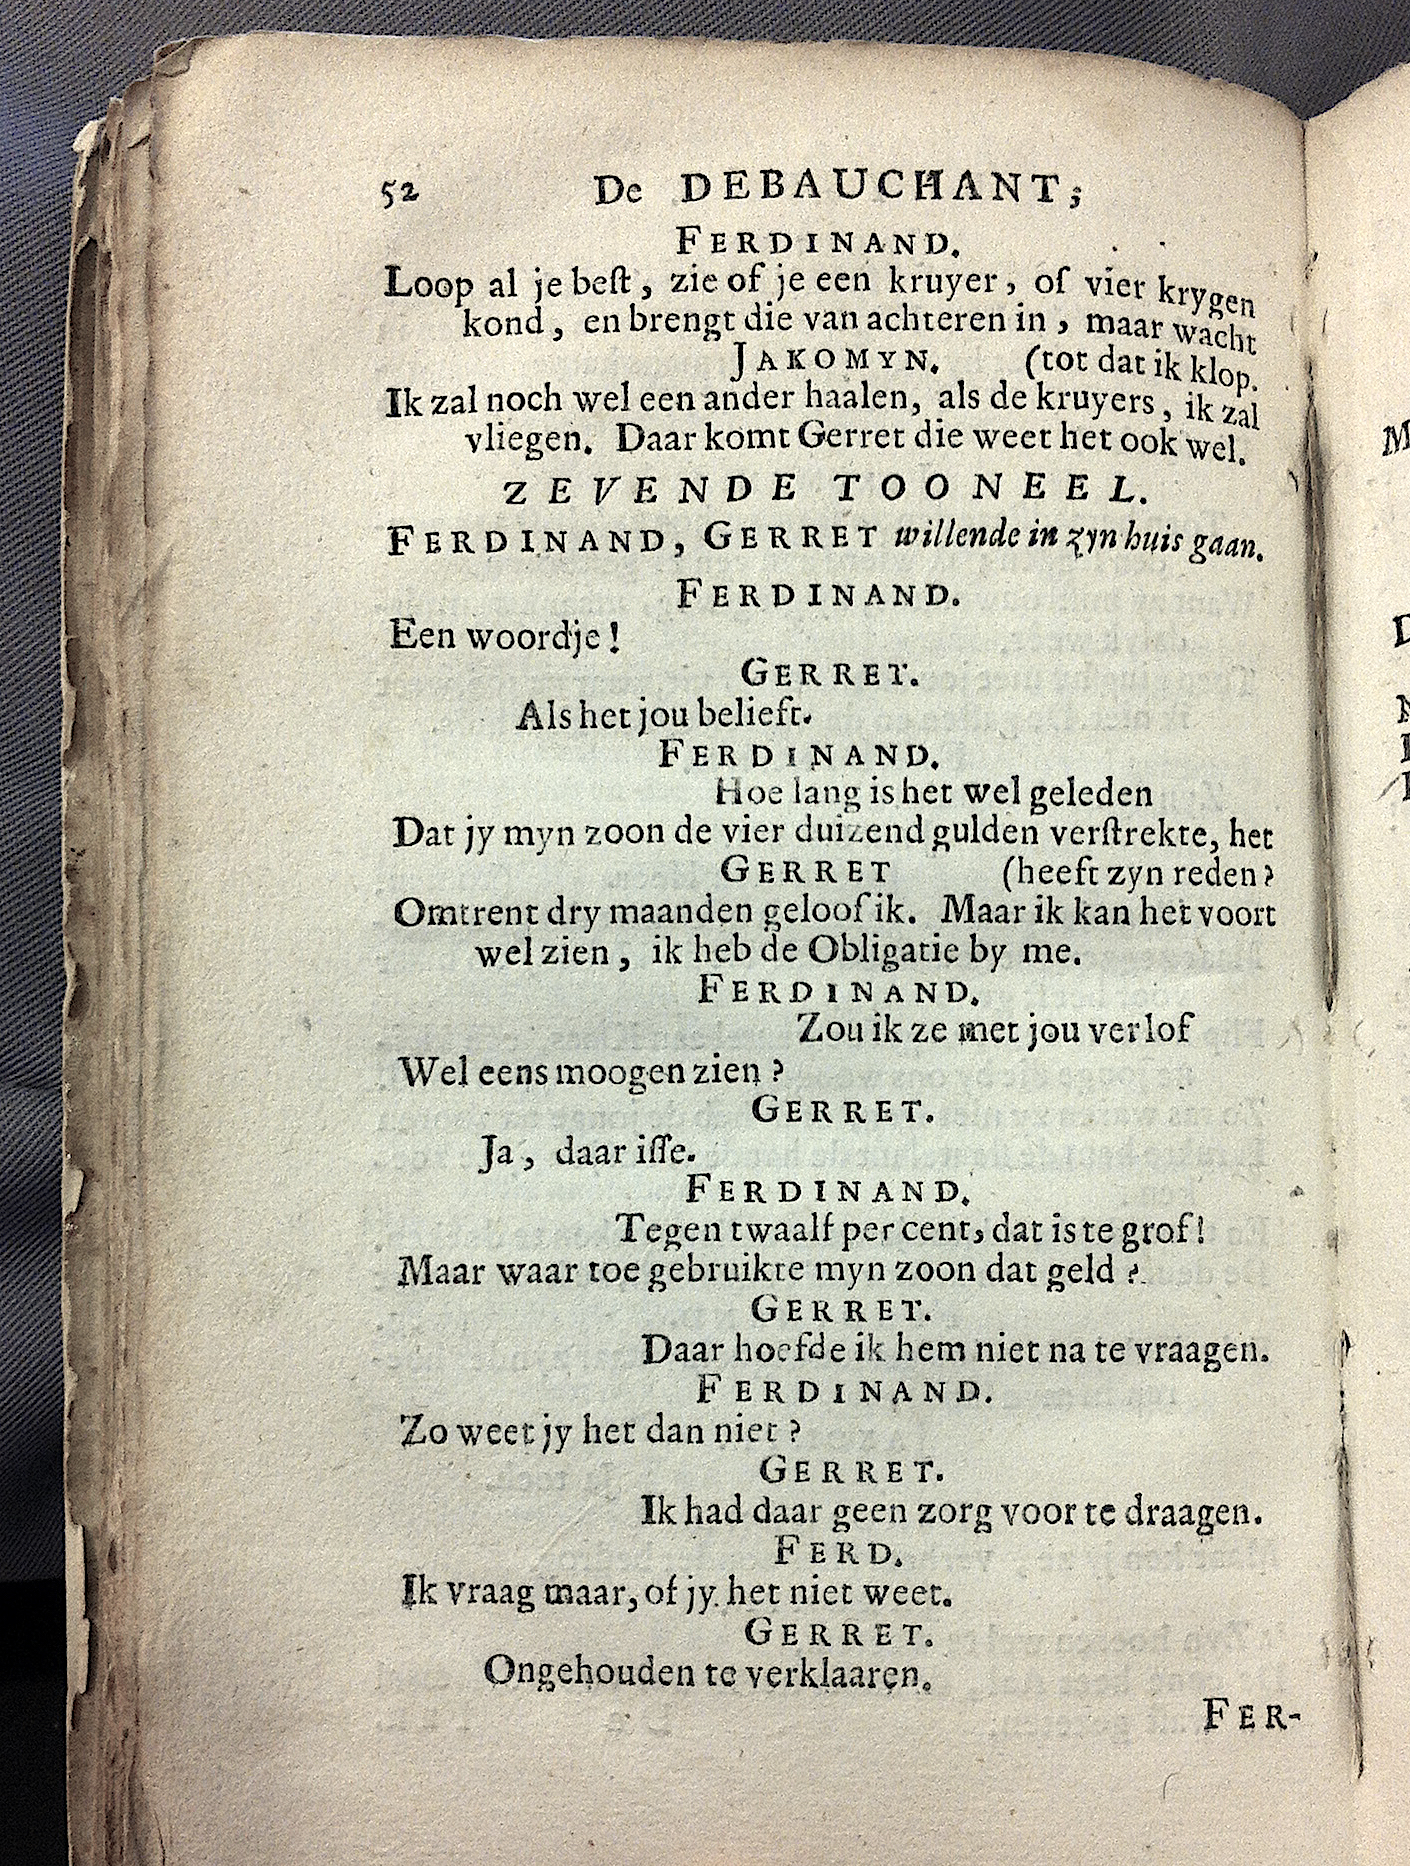 52 De DEBAUCHANT;
FERDINAND.
Loop al je beſt, zie of je een kruyer, of vier krygen
kond, en brengt die van achteren in, maar wacht
JAKOMYN. (tot dat ik klop.
Ik zal noch wel een ander haalen, als de kruyers, ik zal
vliegen. Daar komt Gerret die weet het ook wel.
ZEVENDE TOONEEL.
FERDINAND, GERRET willende in zyn huis gaan.
FERDINAND.
Een woordje!
GERRET.
Als het jou belieft.
FERDINAND.
Hoe lang is het wel geleden
Dat jy myn zoon de vier duizend gulden verſtrekte, het
GERRET (heeft zyn reden?
Omtrent dry maanden geloof ik. Maar ik kan het voort
wel zien, ik heb de Obligatie by me.
FERDINAND.
Zou ik ze met jou verlof
Wel eens moogen zien?
GERRET.
Ja, daar iſſe.
FERDINAND.
Tegen twaalf per cent, dat is te grof!
Maar waar toe gebruikte myn zoon dat geld?
GERRET.
Daar hoefde ik hem niet na te vraagen.
FERDINAND.
Zo weet jy het dan niet?
GERRET.
Ik had daar geen zorg voor te draagen.
FERD.
Ik vraag maar, of jy het niet weet.
GERRET.
Ongehouden te verklaaren.
FER-